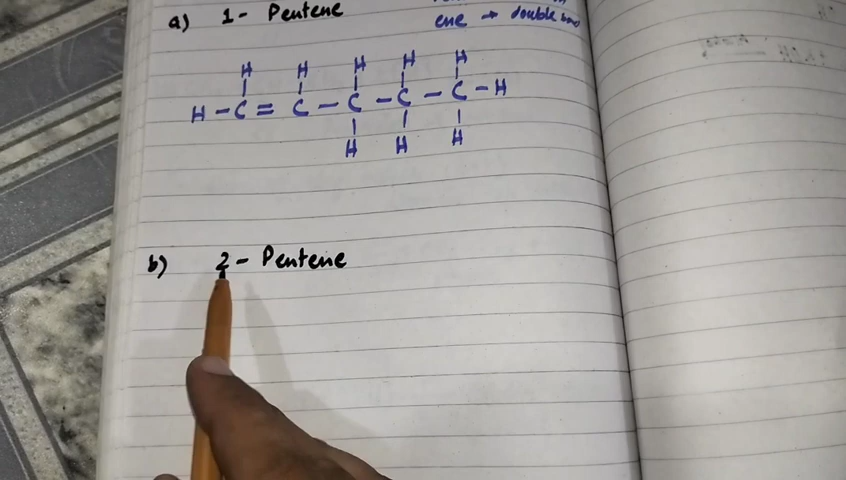 a) 1- Pentene
ene → double
H H H H H
H - C = C - C - C - C - H
H H H
b) 2- Pentene